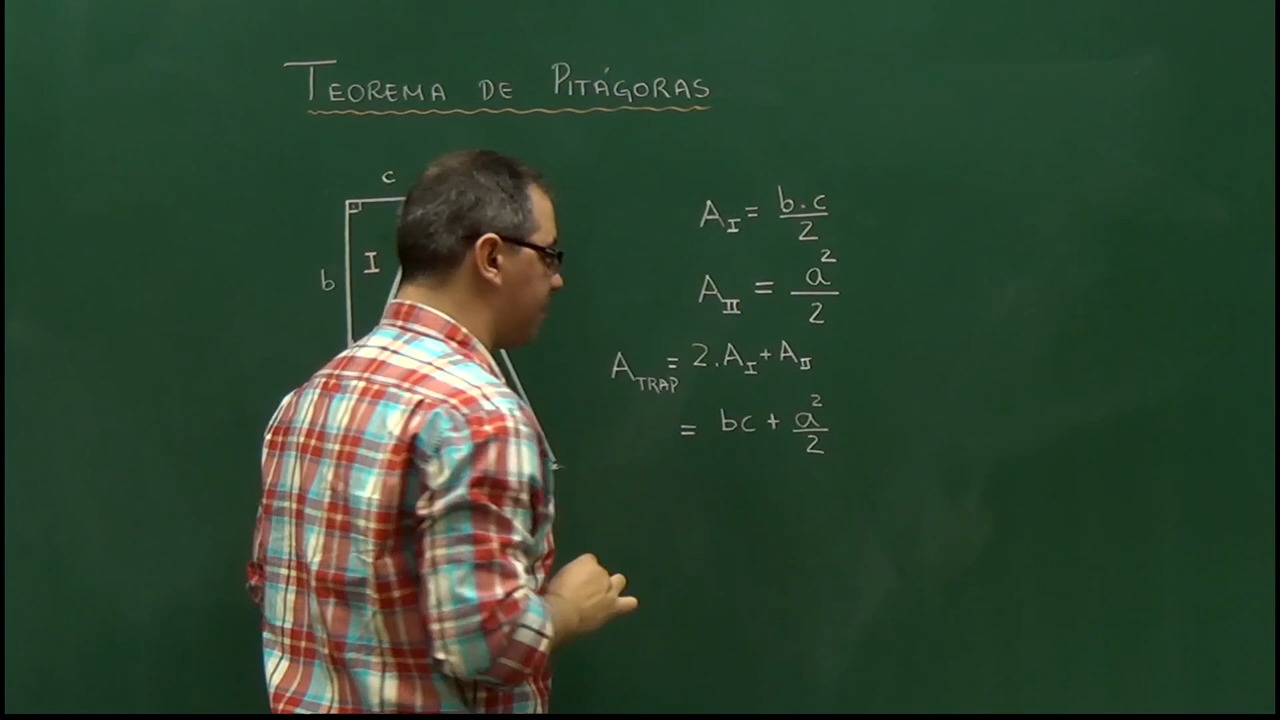 TEOREMA DE PITÁGORAS
c
b
I
A_I = b.c/2
A_II = a²/2
A_TRAP = 2.A_I + A_II
= bc + a²/2